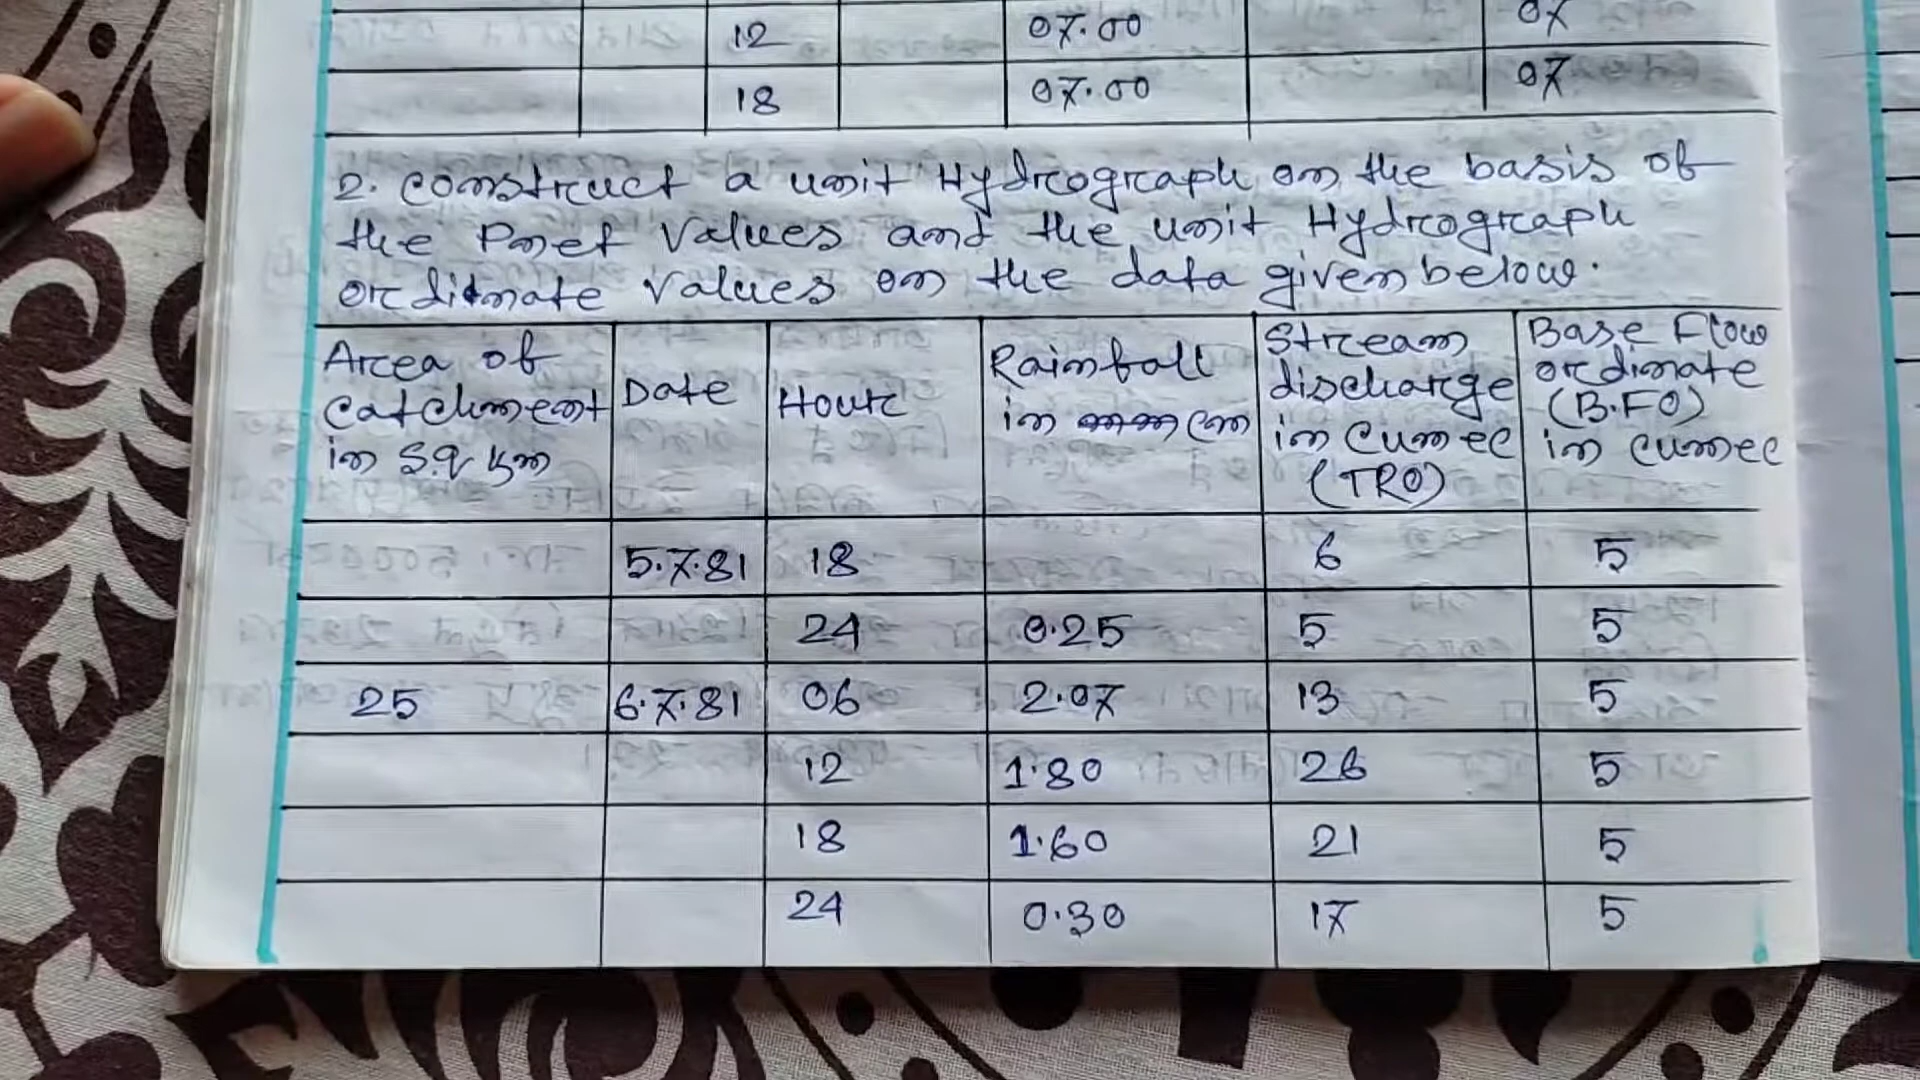 12 07.00 07
18 07.00 07
2. Construct a unit Hydrograph on the basis of
the Pnet values and the unit Hydrograph
orditnate values on the data given below.
Area of Catchment in S.q km Date Hour Rainfall in cm Stream discharge in Cumec (TRO) Base Flow ordinate (B.FO) in cumec
5.7.81 18 6 5
24 0.25 5 5
25 6.7.81 06 2.07 13 5
12 1.80 26 5
18 1.60 21 5
24 0.30 17 5